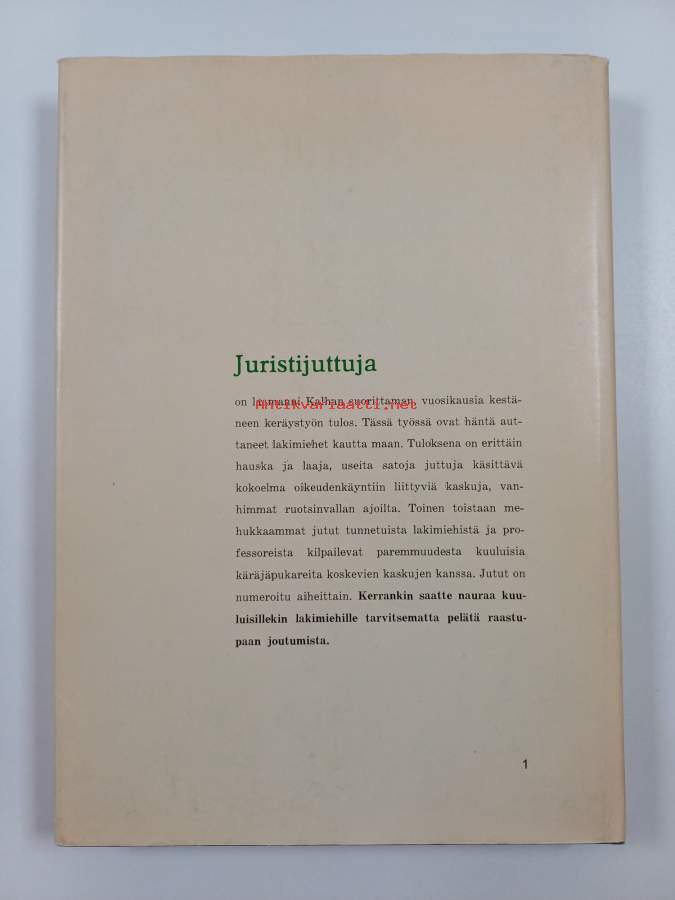 Juristijuttuja
on laamanni Kalhan suorittaman, vuosikausia kestä-
Antikvariaatti.net
neen keräystyön tulos. Tässä työssä ovat häntä aut-
taneet lakimiehet kautta maan. Tuloksena on erittäin
hauska ja laaja, useita satoja juttuja käsittävä
kokoelma oikeudenkäyntiin liittyviä kaskuja, van-
himmat ruotsinvallan ajoilta. Toinen toistaan me-
hukkaammat jutut tunnetuista lakimiehistä ja pro-
fessoreista kilpailevat paremmuudesta kuuluisia
käräjäpukareita koskevien kaskujen kanssa. Jutut on
numeroitu aiheittain. Kerrankin saatte nauraa kuu-
luisillekin lakimiehille tarvitsematta pelätä raastu-
paan joutumista.
1